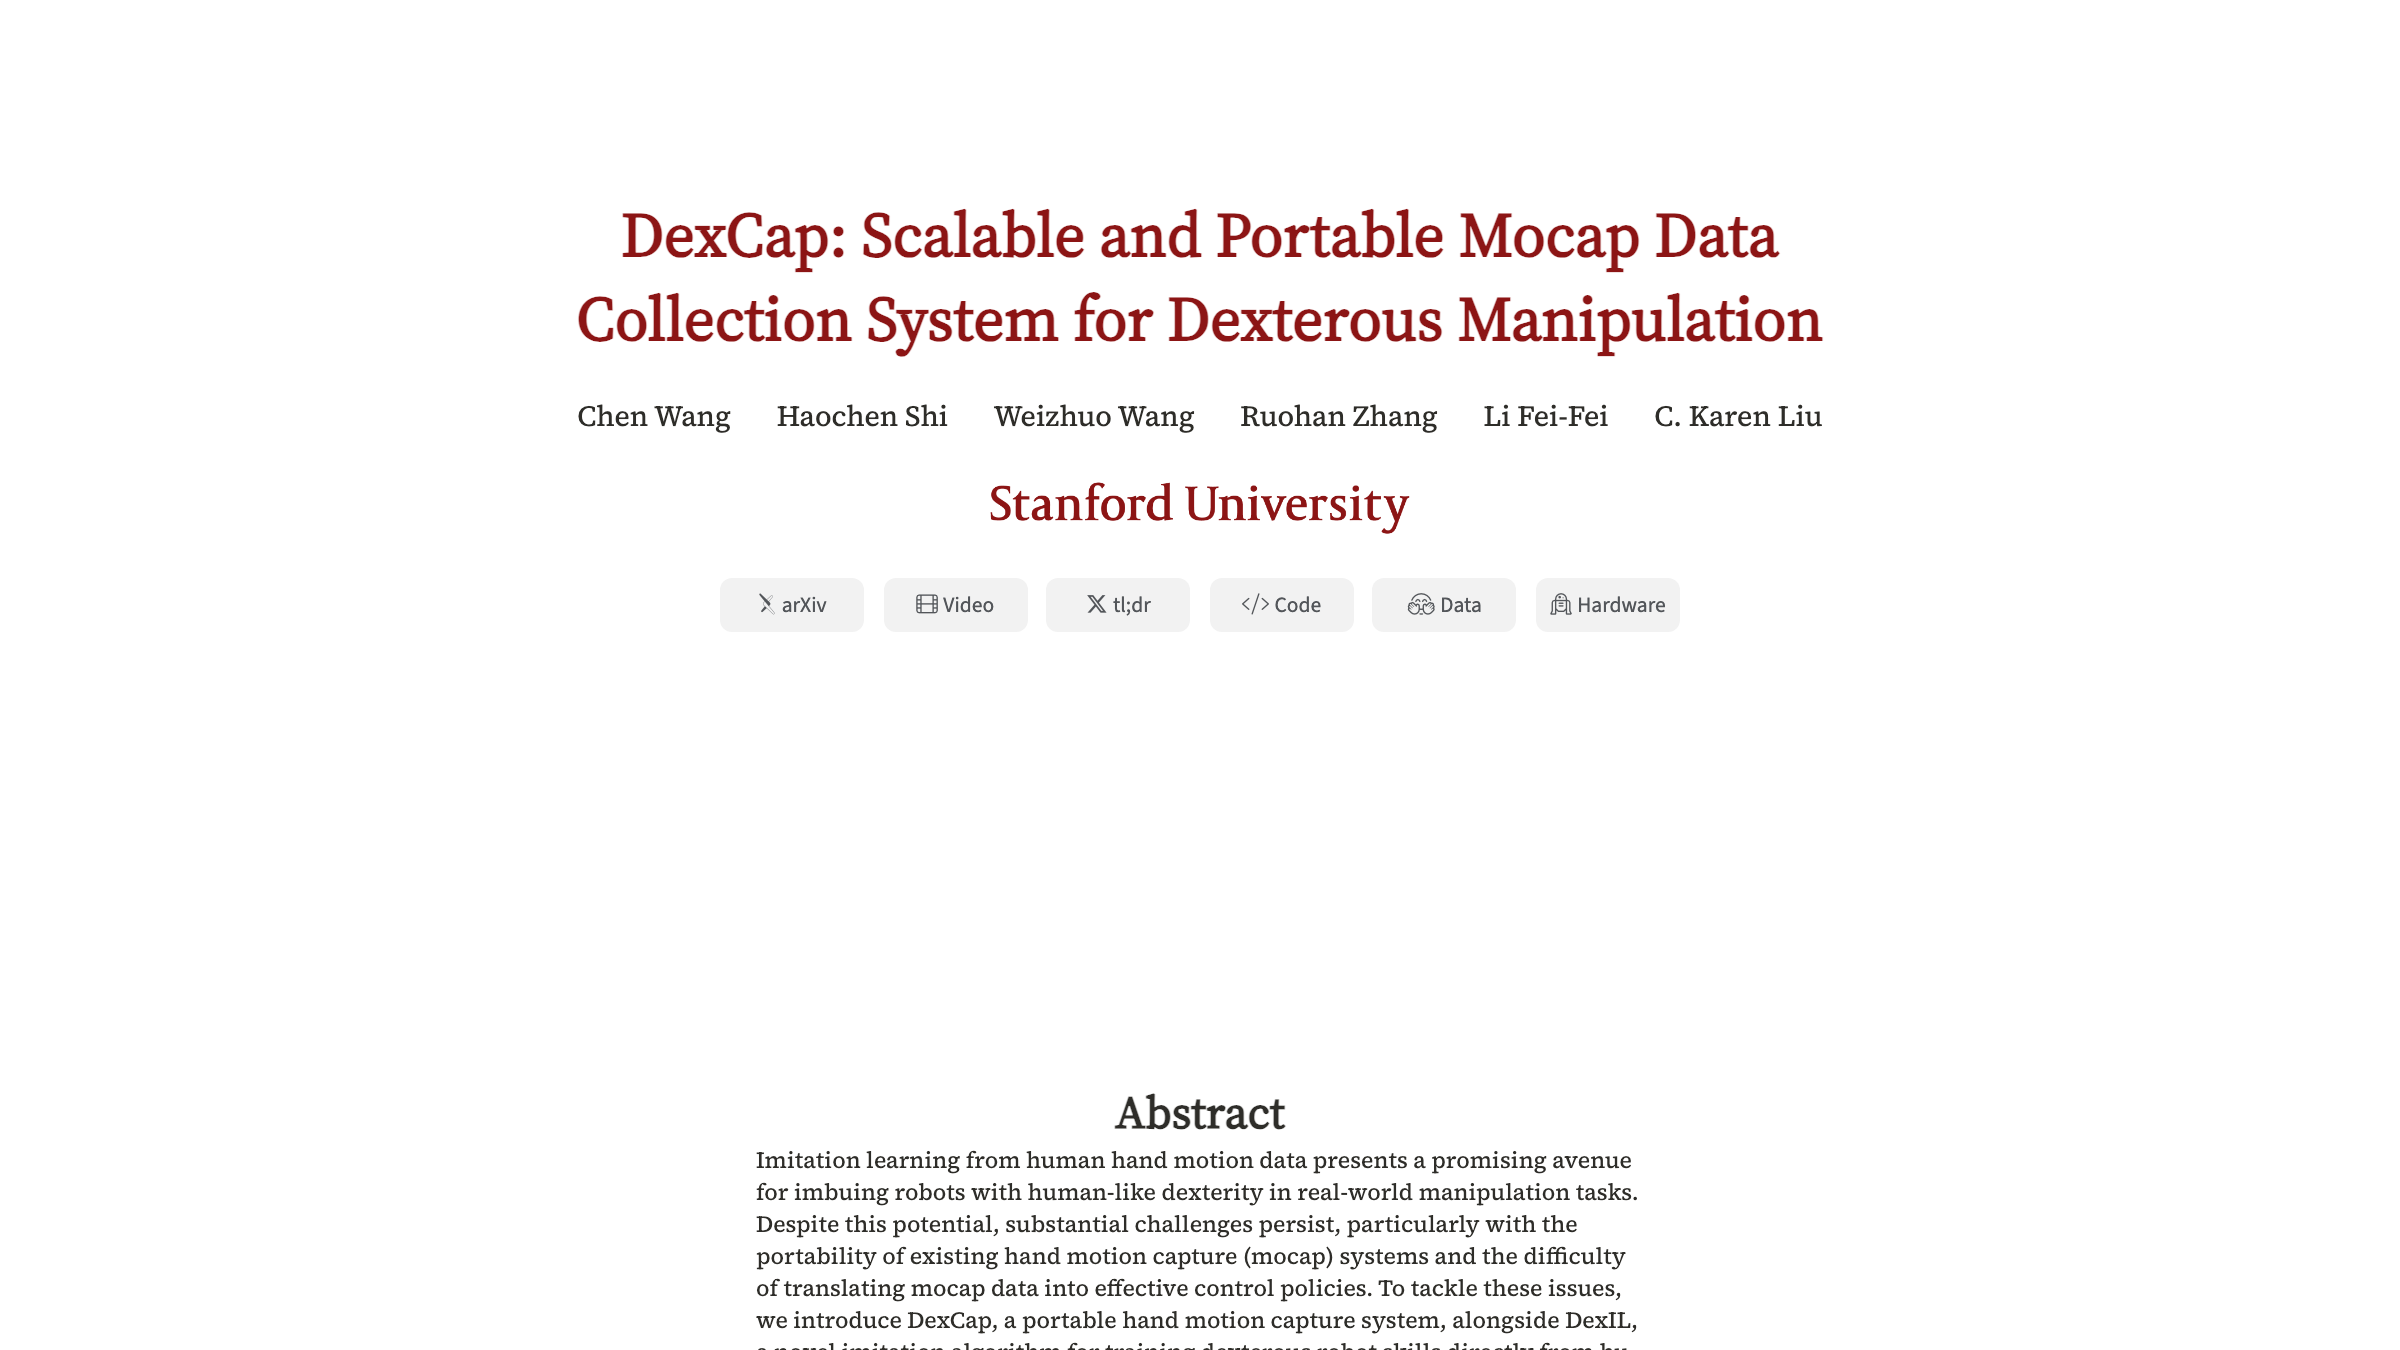 DexCap: Scalable and Portable Mocap Data
Collection System for Dexterous Manipulation
Chen Wang Haochen Shi Weizhuo Wang Ruohan Zhang Li Fei-Fei C. Karen Liu
Stanford University
arXiv Video tl;dr </> Code Data Hardware
Abstract
Imitation learning from human hand motion data presents a promising avenue
for imbuing robots with human-like dexterity in real-world manipulation tasks.
Despite this potential, substantial challenges persist, particularly with the
portability of existing hand motion capture (mocap) systems and the difficulty
of translating mocap data into effective control policies. To tackle these issues,
we introduce DexCap, a portable hand motion capture system, alongside DexIL,